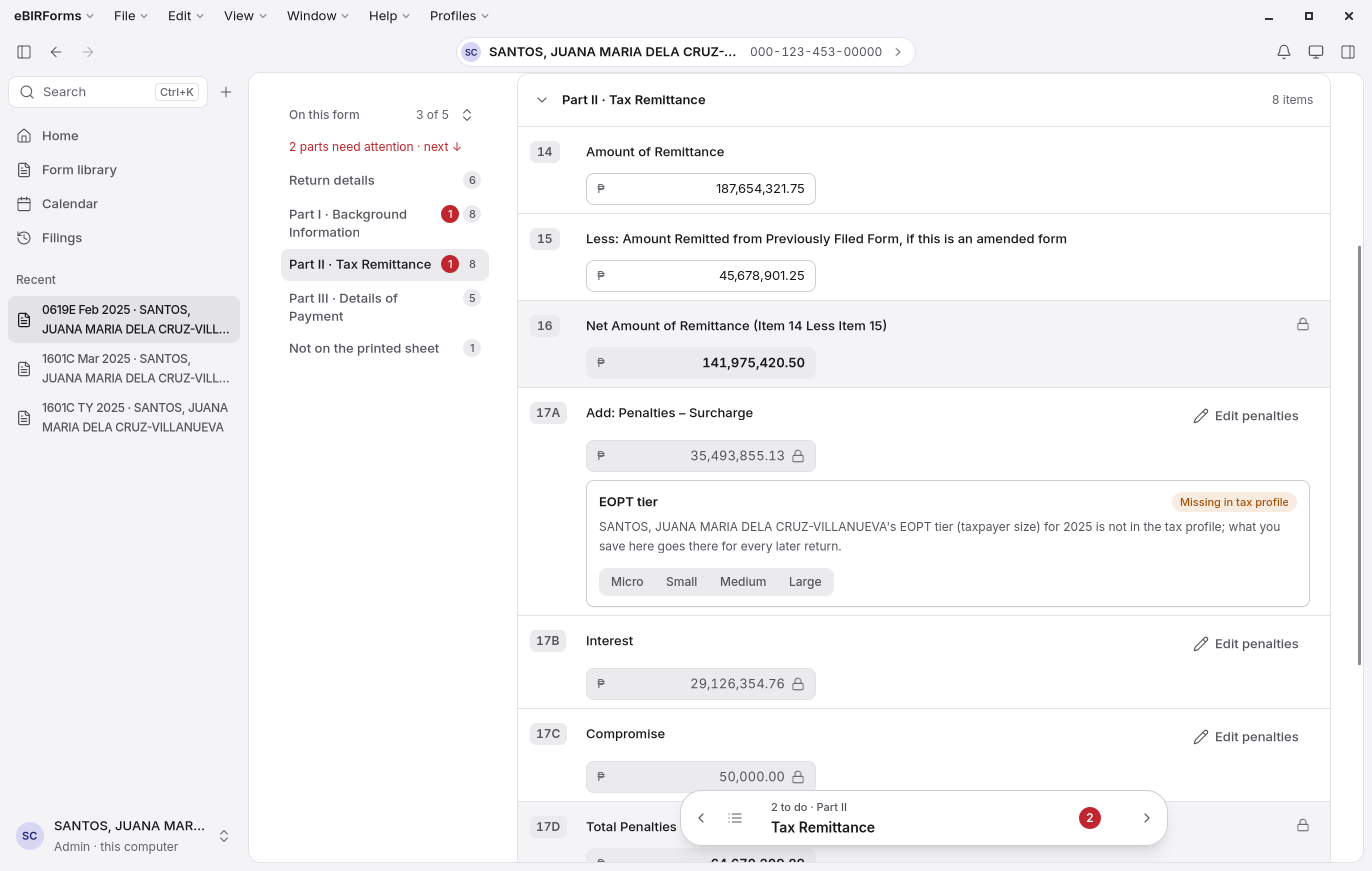 eBIRForms File Edit View Window Help Profiles
SC SANTOS, JUANA MARIA DELA CRUZ-... 000-123-453-00000
Search Ctrl+K
Home
Form library
Calendar
Filings
Recent
0619E Feb 2025 · SANTOS,
JUANA MARIA DELA CRUZ-VILL...
1601C Mar 2025 · SANTOS,
JUANA MARIA DELA CRUZ-VILL...
1601C TY 2025 · SANTOS, JUANA
MARIA DELA CRUZ-VILLANUEVA
SC SANTOS, JUANA MAR...
Admin · this computer
On this form 3 of 5
2 parts need attention · next ↓
Return details 6
Part I · Background 1 8
Information
Part II · Tax Remittance 1 8
Part III · Details of 5
Payment
Not on the printed sheet 1
Part II · Tax Remittance 8 items
14 Amount of Remittance
₱ 187,654,321.75
15 Less: Amount Remitted from Previously Filed Form, if this is an amended form
₱ 45,678,901.25
16 Net Amount of Remittance (Item 14 Less Item 15)
₱ 141,975,420.50
17A Add: Penalties – Surcharge Edit penalties
₱ 35,493,855.13
EOPT tier Missing in tax profile
SANTOS, JUANA MARIA DELA CRUZ-VILLANUEVA's EOPT tier (taxpayer size) for 2025 is not in the tax profile; what you
save here goes there for every later return.
Micro Small Medium Large
17B Interest Edit penalties
₱ 29,126,354.76
17C Compromise Edit penalties
₱ 50,000.00
17D Total Penalties
2 to do · Part II
Tax Remittance 2